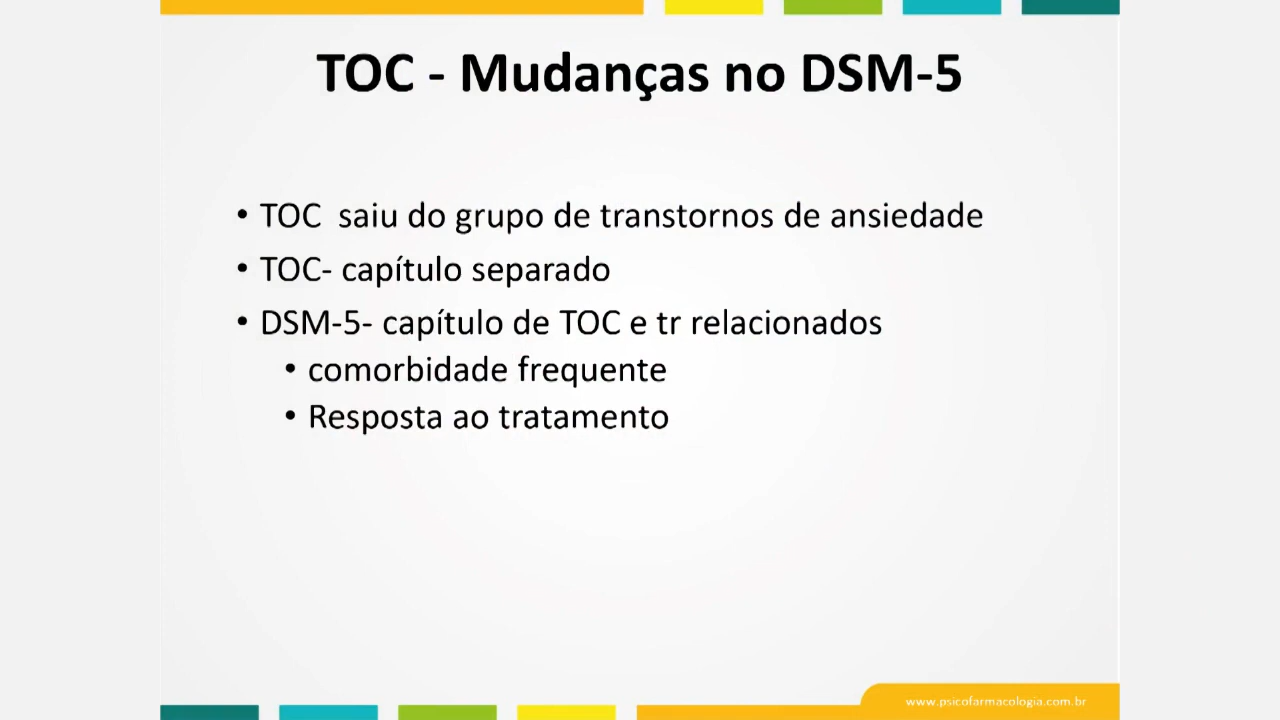 TOC - Mudanças no DSM-5
• TOC  saiu do grupo de transtornos de ansiedade
• TOC- capítulo separado
• DSM-5- capítulo de TOC e tr relacionados
• comorbidade frequente
• Resposta ao tratamento
www.psicofarmacologia.com.br